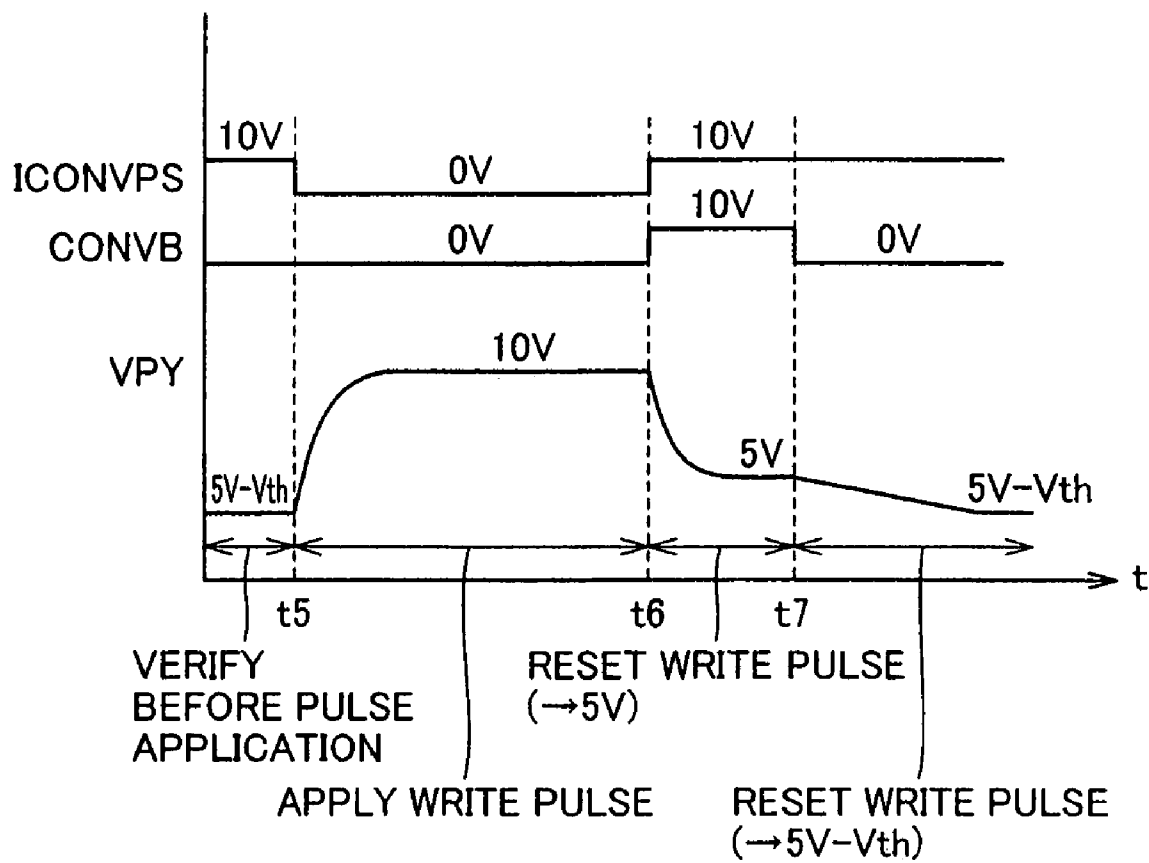 10V
10V
ICONVPS
0V
10V
CONVB
0V
0V
VPY
10V
5V-Vth
5V
5V-Vth
t
t5
t6
t7
VERIFY
BEFORE PULSE
APPLICATION
RESET WRITE PULSE
(→5V)
APPLY WRITE PULSE
RESET WRITE PULSE
(→5V-Vth)